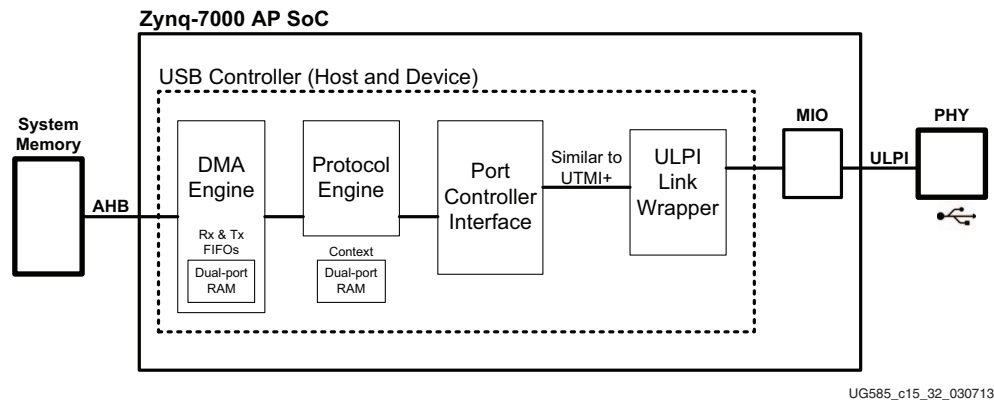 Zynq-7000 AP SoC
USB Controller (Host and Device)
System
Memory
AHB
DMA
Engine
Rx & Tx
FIFOs
Dual-port
RAM
Protocol
Engine
Context
Dual-port
RAM
Port
Controller
Interface
Similar to
UTMI+
ULPI
Link
Wrapper
MIO
ULPI
PHY
UG585_c15_32_030713